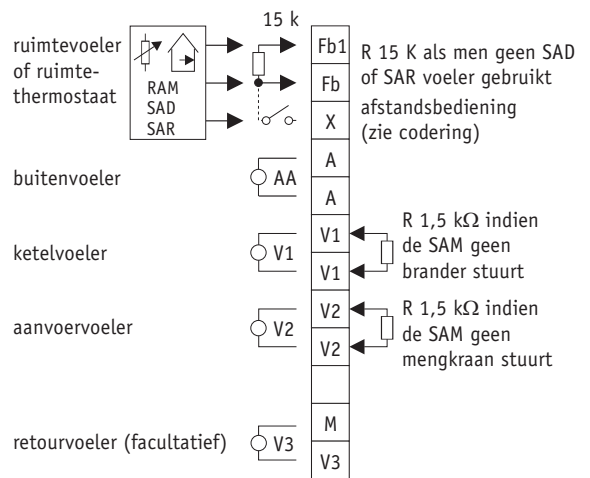 15 k
ruimtevoeler
of ruimte-
thermostaat
RAM
SAD
SAR
Fb1
Fb
X
R 15 K als men geen SAD
of SAR voeler gebruikt
afstandsbediening
(zie codering)
buitenvoeler
AA
A
A
ketelvoeler
V1
V1
V1
R 1,5 kΩ indien
de SAM geen
brander stuurt
aanvoervoeler
V2
V2
V2
R 1,5 kΩ indien
de SAM geen
mengkraan stuurt
retourvoeler (facultatief)
V3
M
V3